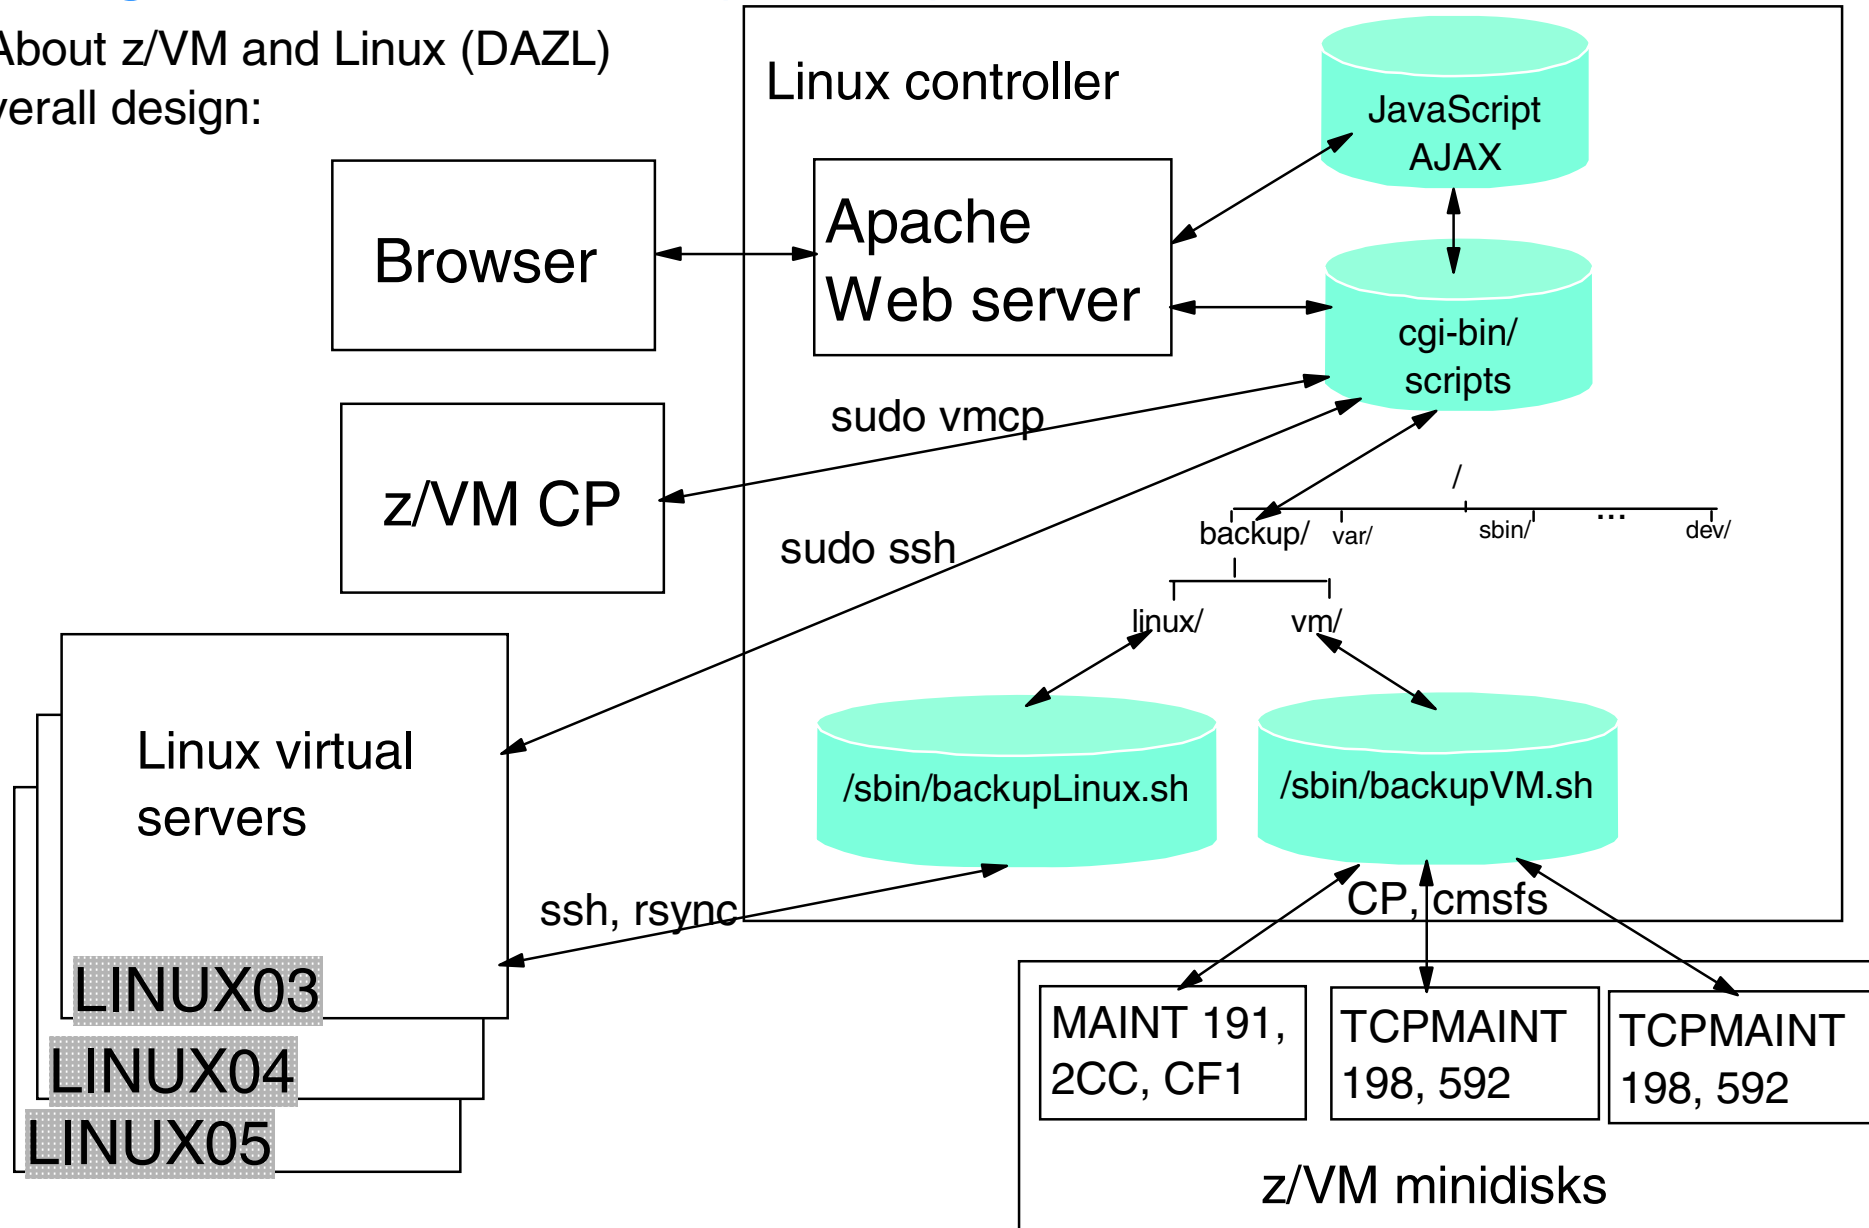 About z/VM and Linux (DAZL)
verall design:
Linux controller
JavaScript
AJAX
Browser
Apache
Web server
cgi-bin/
scripts
sudo vmcp
z/VM CP
/
backup/ var/ sbin/ ... dev/
sudo ssh
linux/ vm/
Linux virtual
servers
/sbin/backupLinux.sh
/sbin/backupVM.sh
ssh, rsync
CP, cmsfs
LINUX03
LINUX04
LINUX05
MAINT 191,
2CC, CF1
TCPMAINT
198, 592
TCPMAINT
198, 592
z/VM minidisks